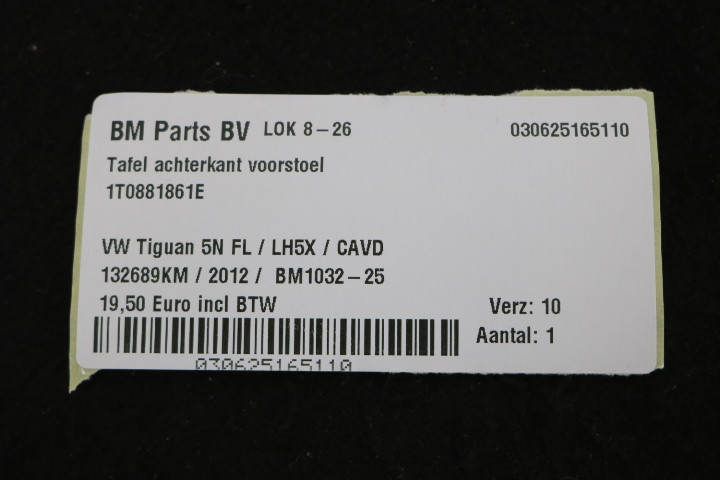 BM Parts BV LOK 8-26 030625165110
Tafel achterkant voorstoel
1T0881861E
VW Tiguan 5N FL / LH5X / CAVD
132689KM / 2012 / BM1032-25
19,50 Euro incl BTW Verz: 10
Aantal: 1
030625165110